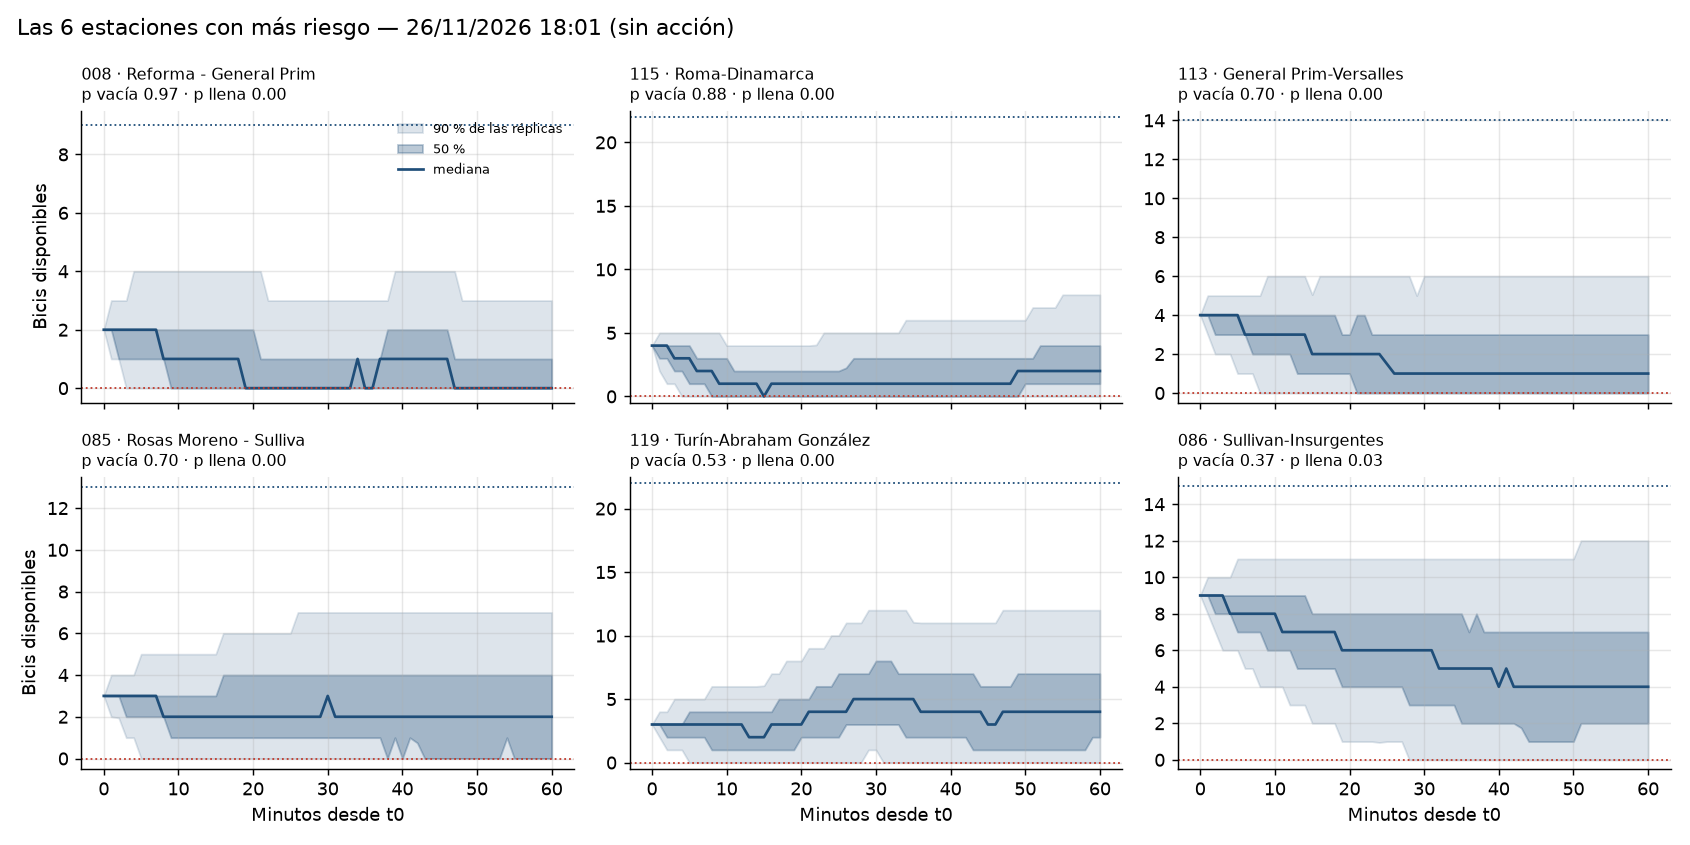 Las 6 estaciones con más riesgo — 26/11/2026 18:01 (sin acción)
008 · Reforma - General Prim
p vacía 0.97 · p llena 0.00
90 % de las réplicas
50 %
mediana
Bicis disponibles
8
6
4
2
0
115 · Roma-Dinamarca
p vacía 0.88 · p llena 0.00
20
15
10
5
0
113 · General Prim-Versalles
p vacía 0.70 · p llena 0.00
14
12
10
8
6
4
2
0
085 · Rosas Moreno - Sulliva
p vacía 0.70 · p llena 0.00
Bicis disponibles
12
10
8
6
4
2
0
0 10 20 30 40 50 60
Minutos desde t0
119 · Turín-Abraham González
p vacía 0.53 · p llena 0.00
20
15
10
5
0
0 10 20 30 40 50 60
Minutos desde t0
086 · Sullivan-Insurgentes
p vacía 0.37 · p llena 0.03
14
12
10
8
6
4
2
0
0 10 20 30 40 50 60
Minutos desde t0